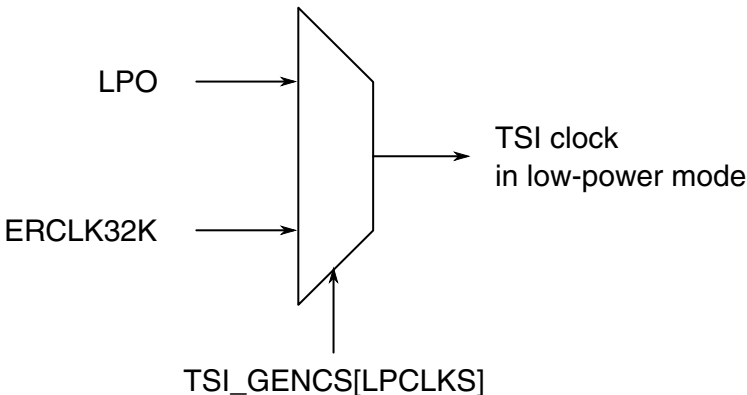 LPO
TSI clock
in low-power mode
ERCLK32K
TSI_GENCS[LPCLKS]